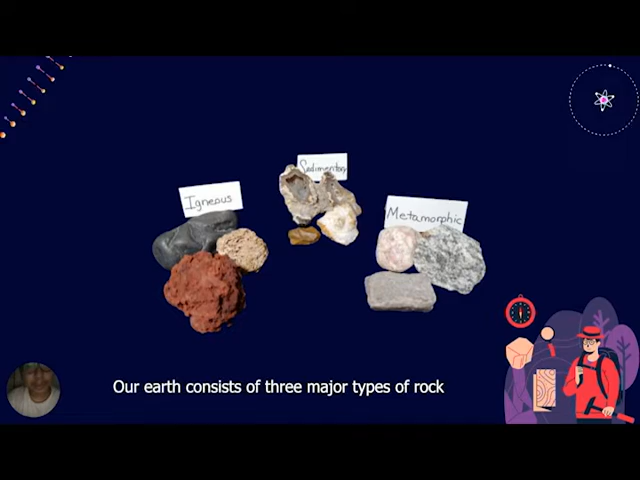 Sedimentary
Igneous
Metamorphic
Our earth consists of three major types of rock